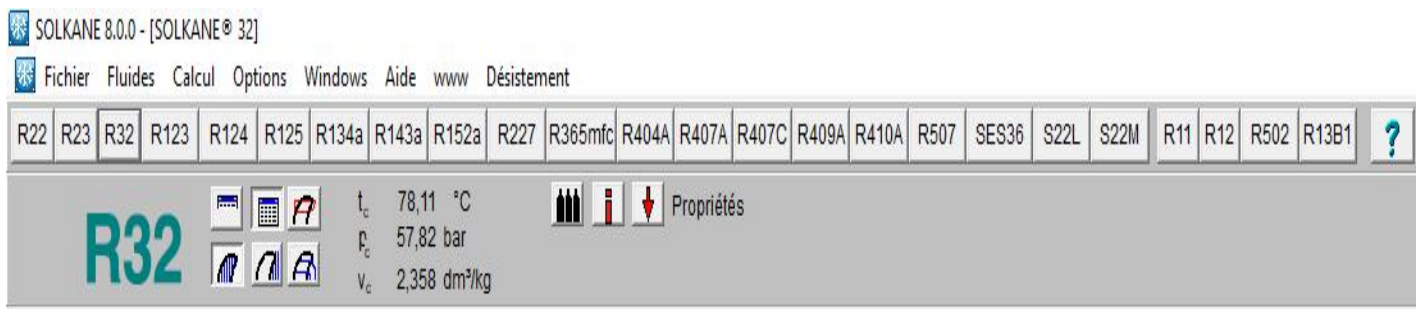 SOLKANE 8.0.0 - [SOLKANE® 32]
Fichier Fluides Calcul Options Windows Aide www Désistement
R22 R23 R32 R123 R124 R125 R134a R143a R152a R227 R365mfc R404A R407A R407C R409A R410A R507 SES36 S22L S22M R11 R12 R502 R13B1 ?
R32
tc 78,11 °C
pc 57,82 bar
vc 2,358 dm³/kg
i Propriétés